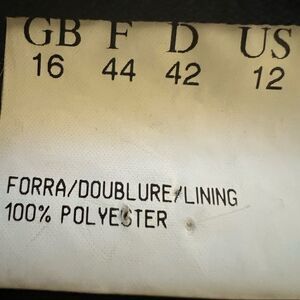 GB F D US
16 44 42 12
FORRA/DOUBLURE/LINING
100% POLYESTER